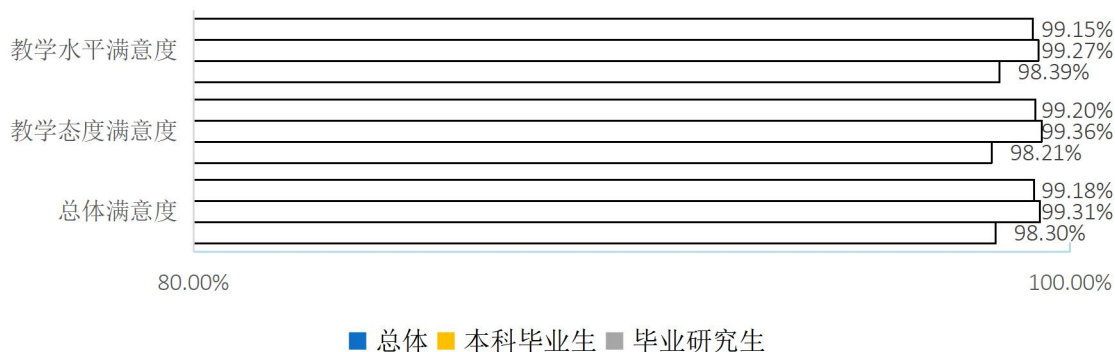 99.15%
教学水平满意度
99.27%
98.39%
99.20%
教学态度满意度
99.36%
98.21%
99.18%
总体满意度
99.31%
98.30%
80.00%
100.00%
总体 本科毕业生 毕业研究生